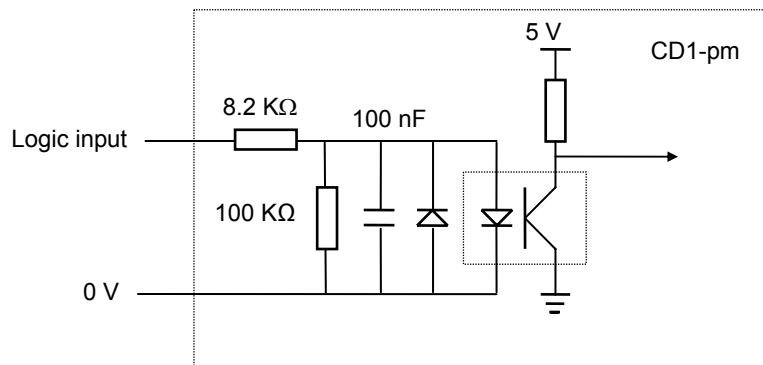 5 V
CD1-pm
8.2 KΩ
100 nF
Logic input
100 KΩ
0 V